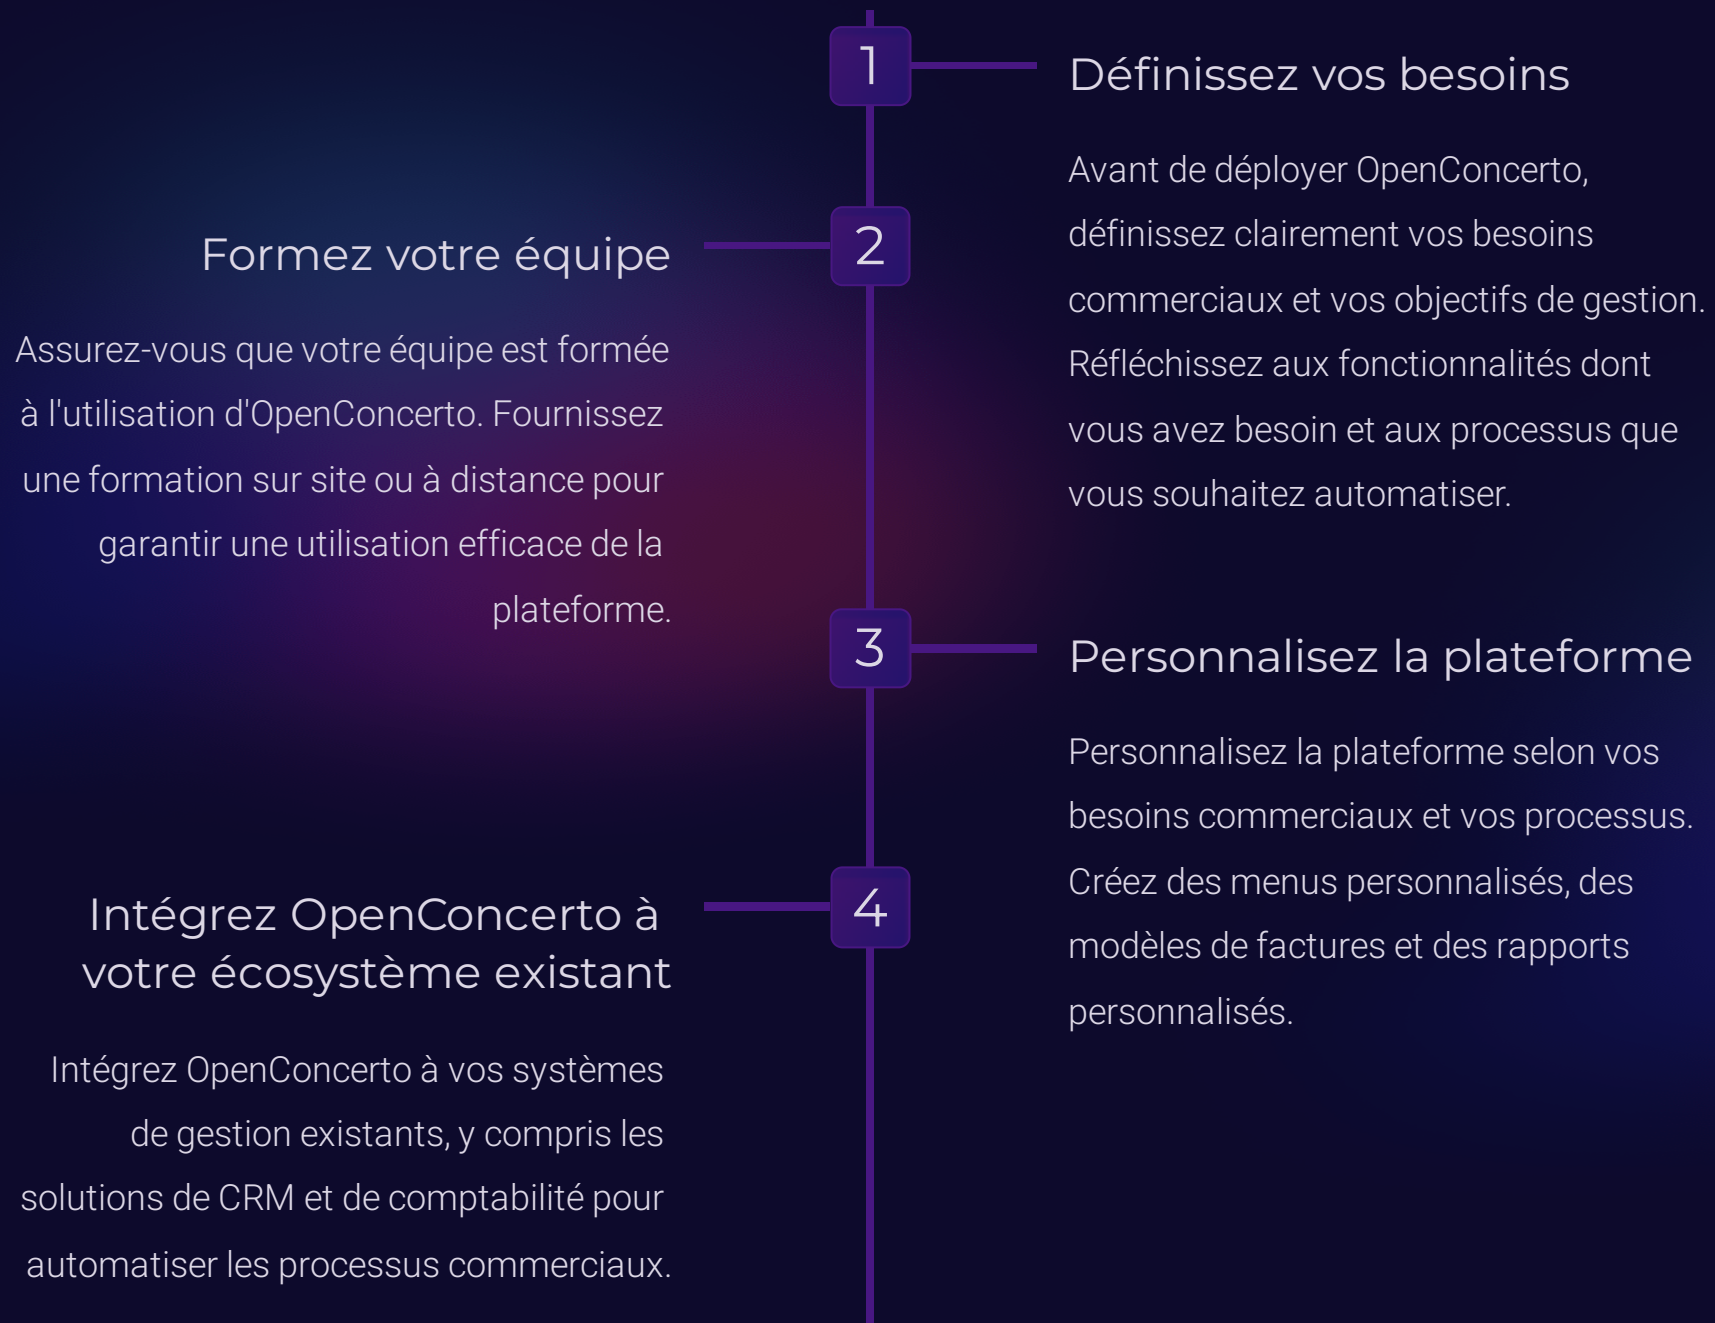 1
Définissez vos besoins
Avant de déployer OpenConcerto,
définissez clairement vos besoins
commerciaux et vos objectifs de gestion.
Réfléchissez aux fonctionnalités dont
vous avez besoin et aux processus que
vous souhaitez automatiser.
2
Formez votre équipe
Assurez-vous que votre équipe est formée
à l'utilisation d'OpenConcerto. Fournissez
une formation sur site ou à distance pour
garantir une utilisation efficace de la
plateforme.
3
Personnalisez la plateforme
Personnalisez la plateforme selon vos
besoins commerciaux et vos processus.
Créez des menus personnalisés, des
modèles de factures et des rapports
personnalisés.
4
Intégrez OpenConcerto à
votre écosystème existant
Intégrez OpenConcerto à vos systèmes
de gestion existants, y compris les
solutions de CRM et de comptabilité pour
automatiser les processus commerciaux.